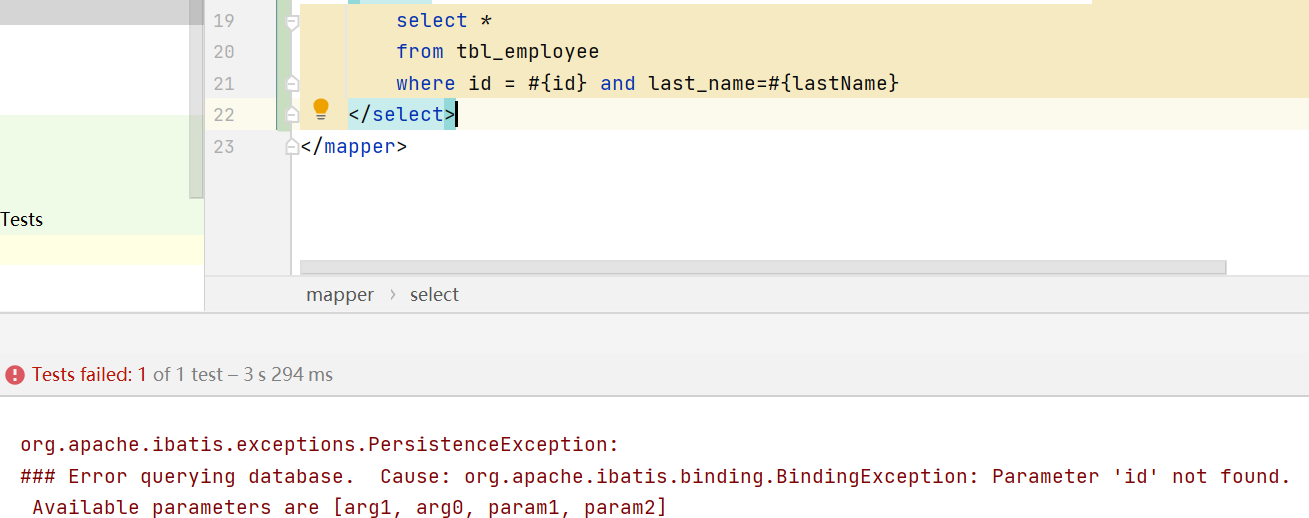 19 select *
20 from tbl_employee
21 where id = #{id} and last_name=#{lastName}
22 </select>
23 </mapper>
Tests
mapper › select
Tests failed: 1 of 1 test – 3 s 294 ms
org.apache.ibatis.exceptions.PersistenceException:
### Error querying database.  Cause: org.apache.ibatis.binding.BindingException: Parameter 'id' not found.
Available parameters are [arg1, arg0, param1, param2]